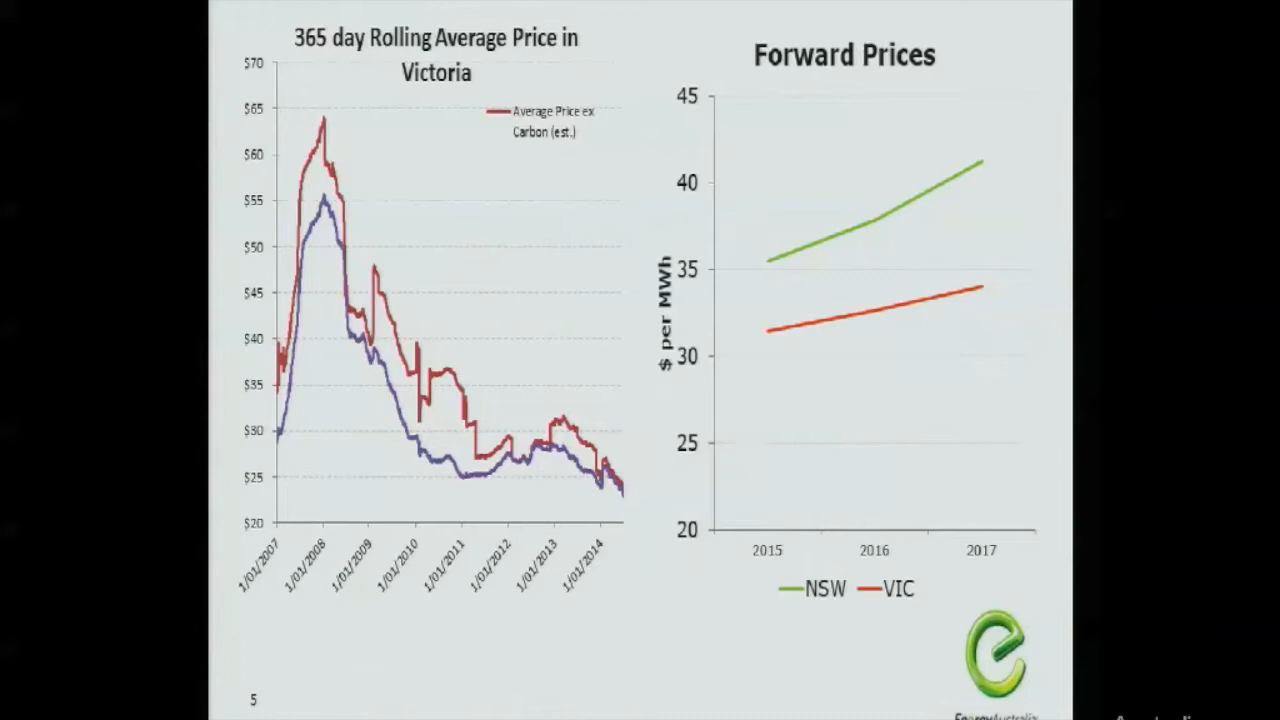 365 day Rolling Average Price in
Victoria
$70
$65
$60
$55
$50
$45
$40
$35
$30
$25
$20
Average Price ex
Carbon (est.)
1/01/2007
1/01/2008
1/01/2009
1/01/2010
1/01/2011
1/01/2012
1/01/2013
1/01/2014
Forward Prices
$ per MWh
45
40
35
30
25
20
2015 2016 2017
NSW VIC
EnergyAustralia
5